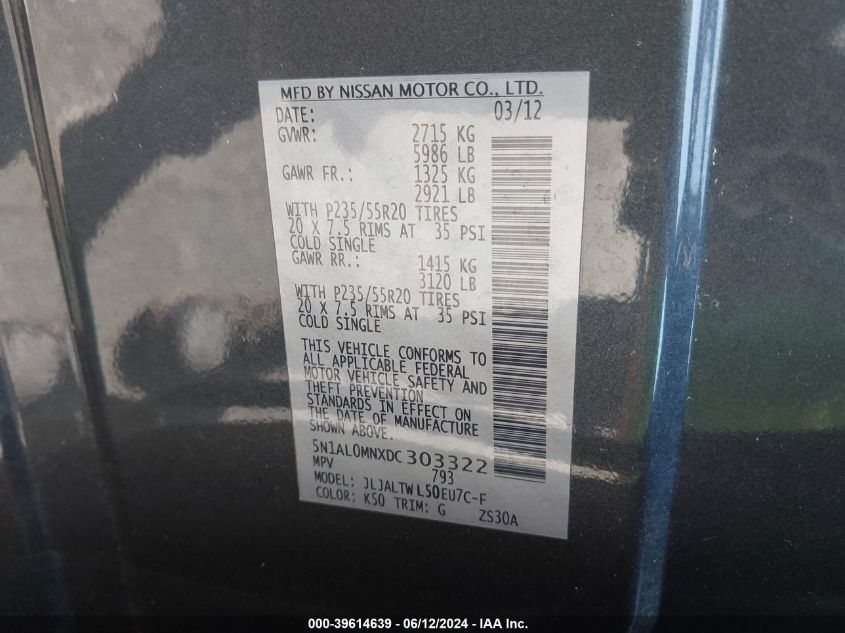 MFD BY NISSAN MOTOR CO., LTD.
DATE: 03/12
GVWR: 2715 KG
5986 LB
GAWR FR.: 1325 KG
2921 LB
WITH P235/55R20 TIRES
20 X 7.5 RIMS AT 35 PSI
COLD SINGLE
GAWR RR.: 1415 KG
3120 LB
WITH P235/55R20 TIRES
20 X 7.5 RIMS AT 35 PSI
COLD SINGLE
THIS VEHICLE CONFORMS TO
ALL APPLICABLE FEDERAL
MOTOR VEHICLE SAFETY AND
THEFT PREVENTION
STANDARDS IN EFFECT ON
THE DATE OF MANUFACTURE
SHOWN ABOVE.
5N1AL0MNXDC303322
MPV 793
MODEL: JLJALTWL50EU7C-F
COLOR: K50 TRIM: G ZS30A
000-39614639 - 06/12/2024 - IAA Inc.